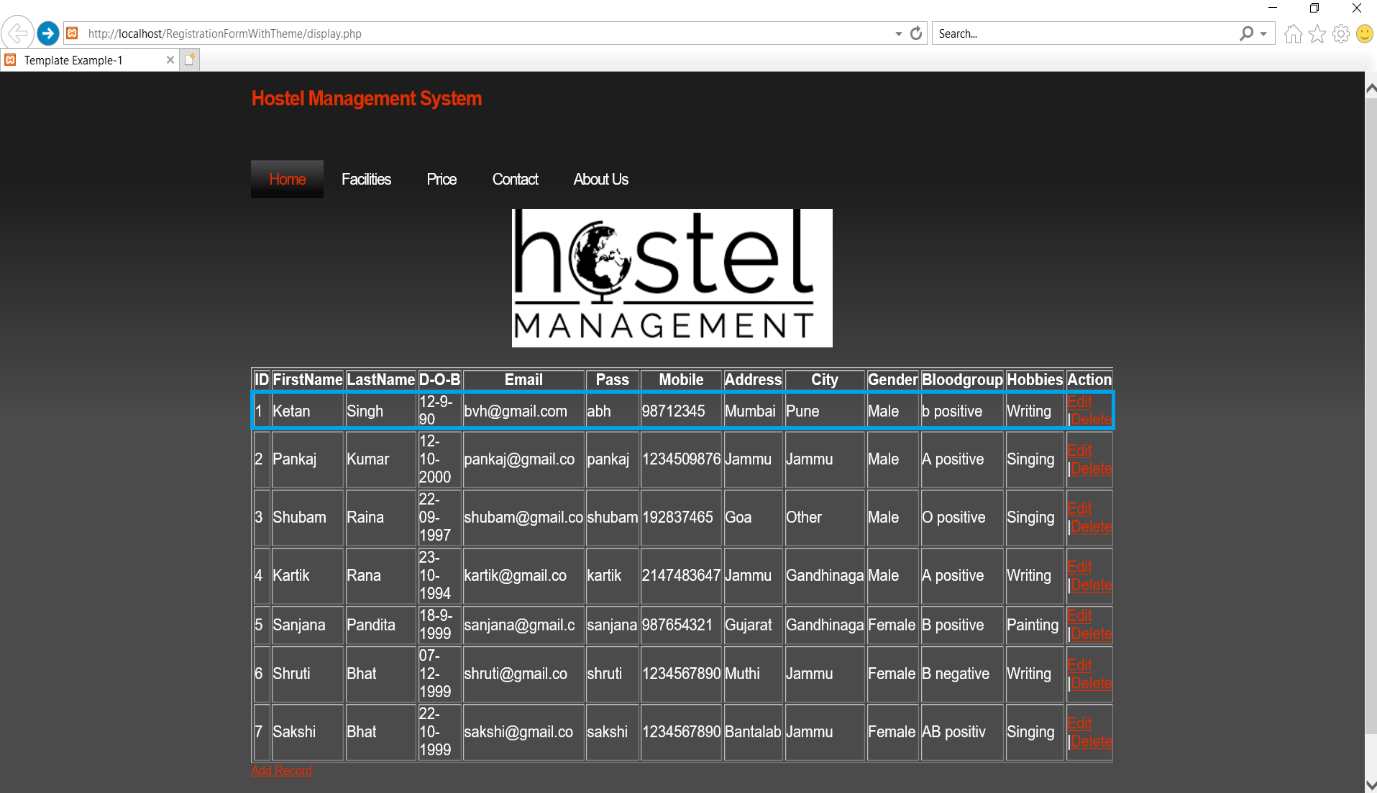 http://localhost/RegistrationFormWithTheme/display.php
Search...
Template Example-1
Hostel Management System
Home Facilities Price Contact About Us
hostel
MANAGEMENT
ID FirstName LastName D-O-B Email Pass Mobile Address City Gender Bloodgroup Hobbies Action
1 Ketan Singh 12-9-90 bvh@gmail.com abh 98712345 Mumbai Pune Male b positive Writing Edit |Delete
2 Pankaj Kumar 12-10-2000 pankaj@gmail.co pankaj 1234509876 Jammu Jammu Male A positive Singing Edit |Delete
3 Shubam Raina 22-09-1997 shubam@gmail.co shubam 192837465 Goa Other Male O positive Singing Edit |Delete
4 Kartik Rana 23-10-1994 kartik@gmail.co kartik 2147483647 Jammu Gandhinaga Male A positive Writing Edit |Delete
5 Sanjana Pandita 18-9-1999 sanjana@gmail.c sanjana 987654321 Gujarat Gandhinaga Female B positive Painting Edit |Delete
6 Shruti Bhat 07-12-1999 shruti@gmail.co shruti 1234567890 Muthi Jammu Female B negative Writing Edit |Delete
7 Sakshi Bhat 22-10-1999 sakshi@gmail.co sakshi 1234567890 Bantalab Jammu Female AB positiv Singing Edit |Delete
Add Record